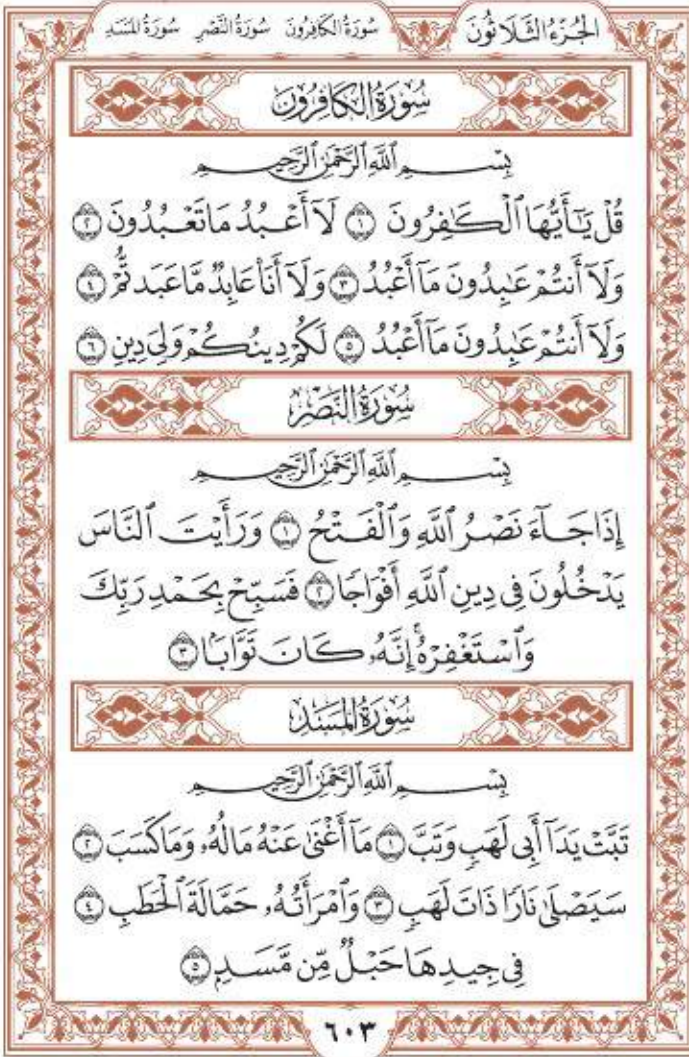 الجُزْءُ الثَّلَاثُونَ سُورَةُ الكَافِرُونَ سُورَةُ النَّصْرِ سُورَةُ المَسَدِ
سُورَةُ الكَافِرُونَ
بِسْمِ ٱللَّهِ ٱلرَّحْمَٰنِ ٱلرَّحِيمِ
قُلْ يَٰٓأَيُّهَا ٱلْكَٰفِرُونَ ١ لَآ أَعْبُدُ مَا تَعْبُدُونَ ٢
وَلَآ أَنتُمْ عَٰبِدُونَ مَآ أَعْبُدُ ٣ وَلَآ أَنَا۠ عَابِدٌ مَّا عَبَدتُّمْ ٤
وَلَآ أَنتُمْ عَٰبِدُونَ مَآ أَعْبُدُ ٥ لَكُمْ دِينُكُمْ وَلِىَ دِينِ ٦
سُورَةُ النَّصْرِ
بِسْمِ ٱللَّهِ ٱلرَّحْمَٰنِ ٱلرَّحِيمِ
إِذَا جَآءَ نَصْرُ ٱللَّهِ وَٱلْفَتْحُ ١ وَرَأَيْتَ ٱلنَّاسَ
يَدْخُلُونَ فِى دِينِ ٱللَّهِ أَفْوَاجًا ٢ فَسَبِّحْ بِحَمْدِ رَبِّكَ
وَٱسْتَغْفِرْهُ ۚ إِنَّهُۥ كَانَ تَوَّابًۢا ٣
سُورَةُ المَسَدِ
بِسْمِ ٱللَّهِ ٱلرَّحْمَٰنِ ٱلرَّحِيمِ
تَبَّتْ يَدَآ أَبِى لَهَبٍ وَتَبَّ ١ مَآ أَغْنَىٰ عَنْهُ مَالُهُۥ وَمَا كَسَبَ ٢
سَيَصْلَىٰ نَارًا ذَاتَ لَهَبٍ ٣ وَٱمْرَأَتُهُۥ حَمَّالَةَ ٱلْحَطَبِ ٤
فِى جِيدِهَا حَبْلٌ مِّن مَّسَدٍۭ ٥
٦٠٣